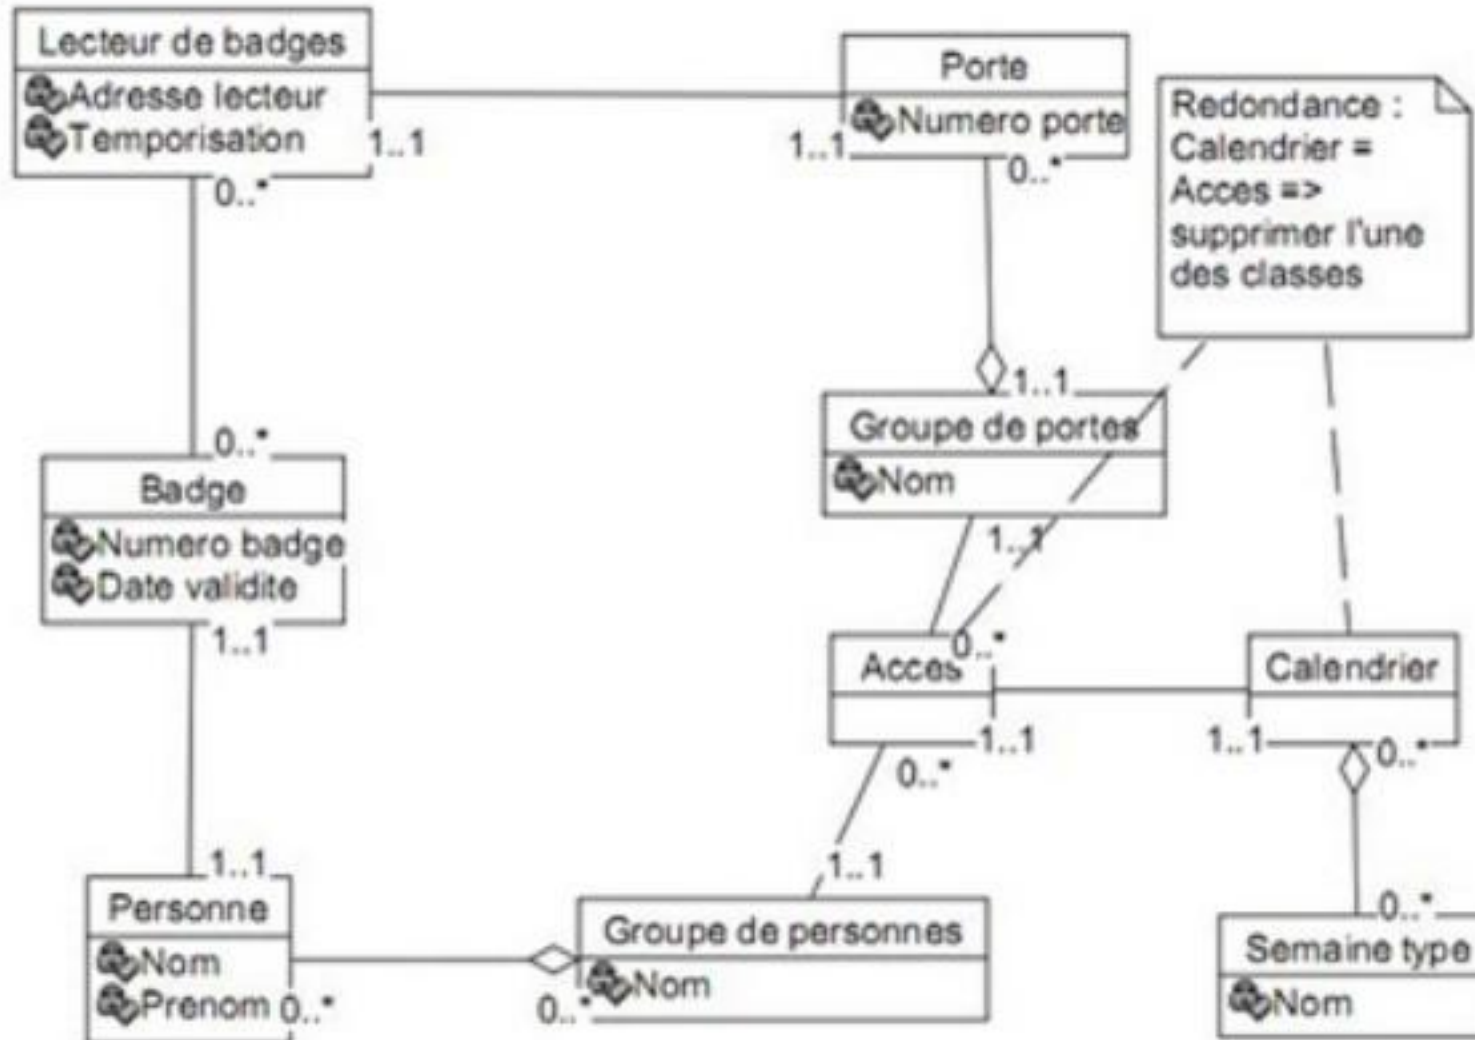 Lecteur de badges
Adresse lecteur
Temporisation
1..1
0..*
Porte
Numero porte
1..1
0..*
Redondance :
Calendrier =
Acces =>
supprimer l'une
des classes
1..1
Groupe de portes
Nom
1..1
0..*
Badge
Numero badge
Date validite
1..1
0..*
Acces
1..1
0..*
Calendrier
1..1
0..*
1..1
Personne
Nom
Prenom
0..*
1..1
Groupe de personnes
Nom
0..*
0..*
Semaine type
Nom